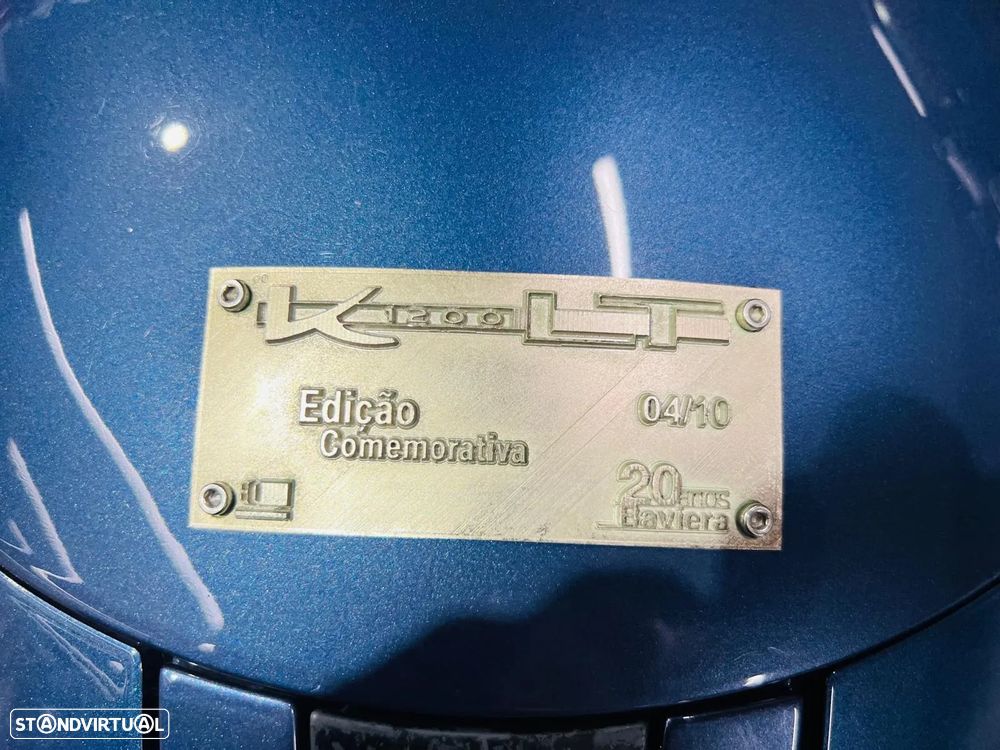 K1200LT
Edição
Comemorativa
04/10
20 anos
Baviera
STANDVIRTUAL